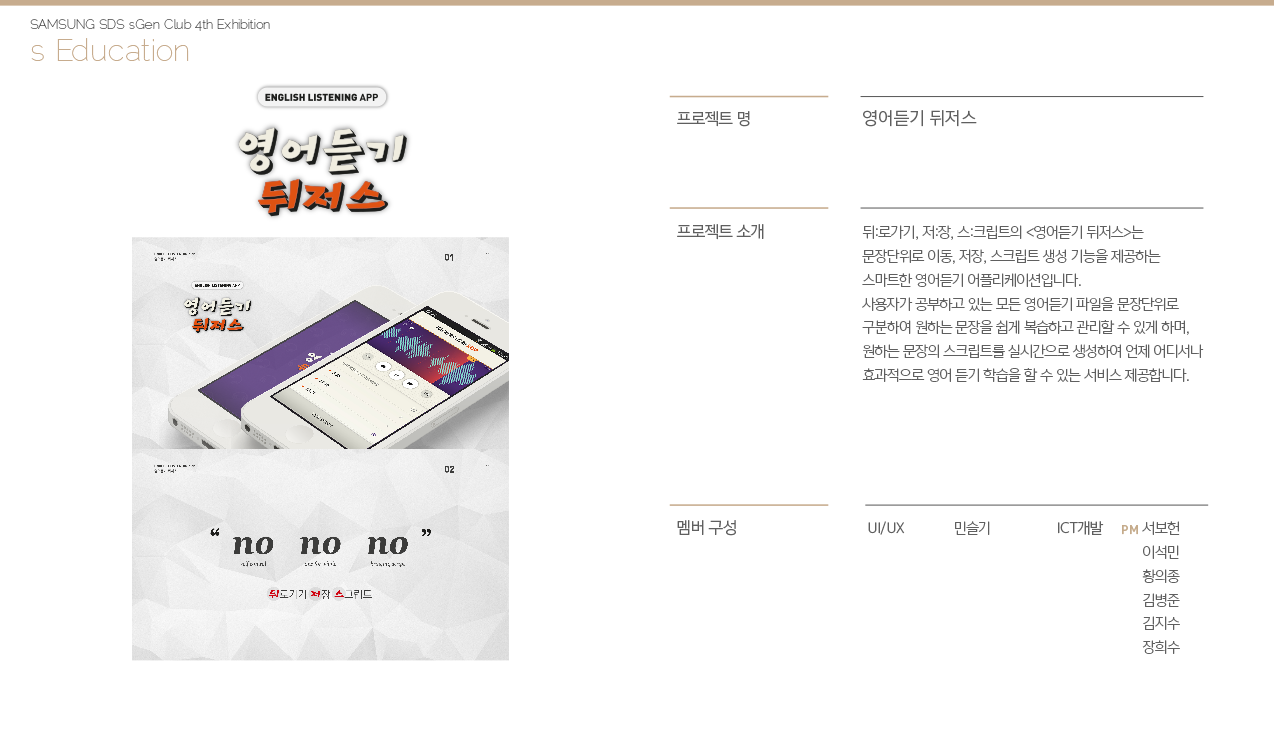 SAMSUNG SDS sGen Club 4th Exhibition
s Education
ENGLISH LISTENING APP
영어듣기
뒤저스
01
ENGLISH LISTENING APP
영어듣기
뒤저스
02
“ no no no ”
뒤로가기 저장 스크립트
프로젝트 명
영어듣기 뒤저스
프로젝트 소개
뒤:로가기, 저:장, 스:크립트의 <영어듣기 뒤저스>는
문장단위로 이동, 저장, 스크립트 생성 기능을 제공하는
스마트한 영어듣기 어플리케이션입니다.
사용자가 공부하고 있는 모든 영어듣기 파일을 문장단위로
구분하여 원하는 문장을 쉽게 복습하고 관리할 수 있게 하며,
원하는 문장의 스크립트를 실시간으로 생성하여 언제 어디서나
효과적으로 영어 듣기 학습을 할 수 있는 서비스 제공합니다.
멤버 구성
UI/UX 민슬기 ICT개발 PM 서보헌
이석민
황의종
김병준
김지수
장희수